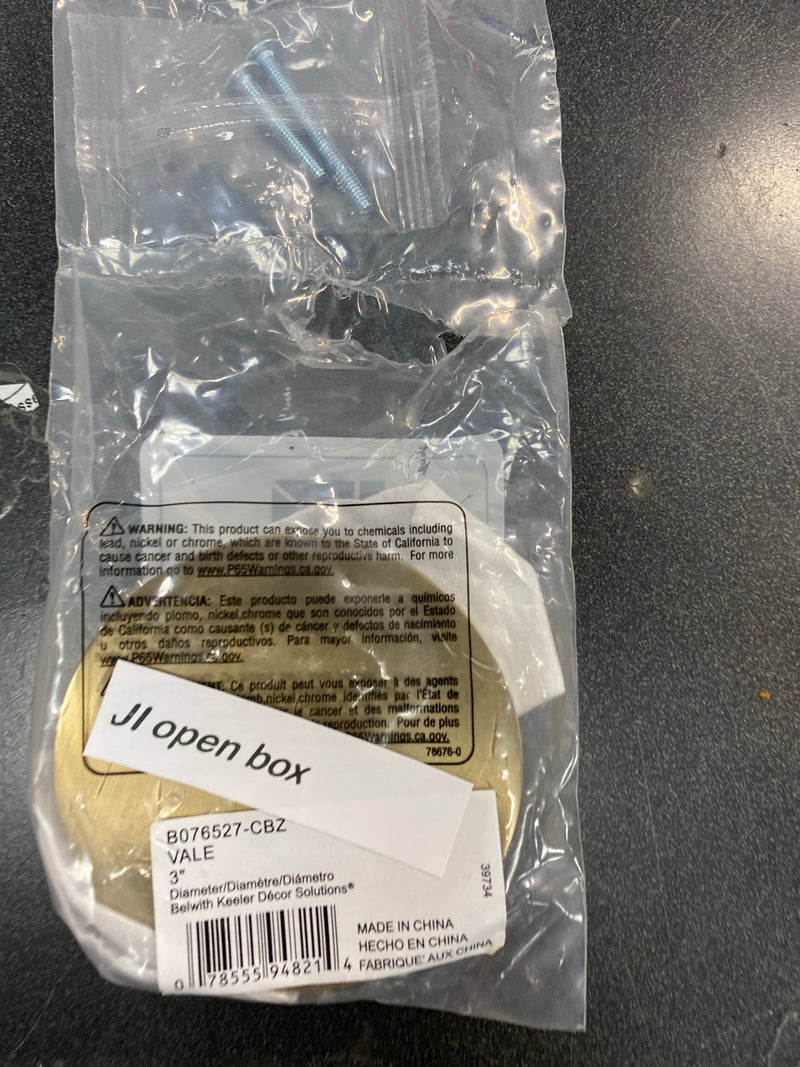 WARNING: This product can expose you to chemicals including
lead, nickel or chrome, which are known to the State of California to
cause cancer and birth defects or other reproductive harm. For more
information go to www.P65Warnings.ca.gov.
ADVERTENCIA: Este producto puede exponerle a químicos
incluyendo plomo, nickel,chrome que son conocidos por el Estado
de California como causante (s) de cáncer y defectos de nacimiento
u otros daños reproductivos. Para mayor información, visite
www.P65Warnings.ca.gov.
Ce produit peut vous exposer à des agents
nickel,chrome identifiés par l'État de
le cancer et des malformations
reproduction. Pour de plus
Warnings.ca.gov.
78676-0
JI open box
B076527-CBZ
VALE
3"
Diameter/Diamètre/Diámetro
Belwith Keeler Décor Solutions®
39734
MADE IN CHINA
HECHO EN CHINA
FABRIQUE' AUX CHINA
0 78555 94821 4